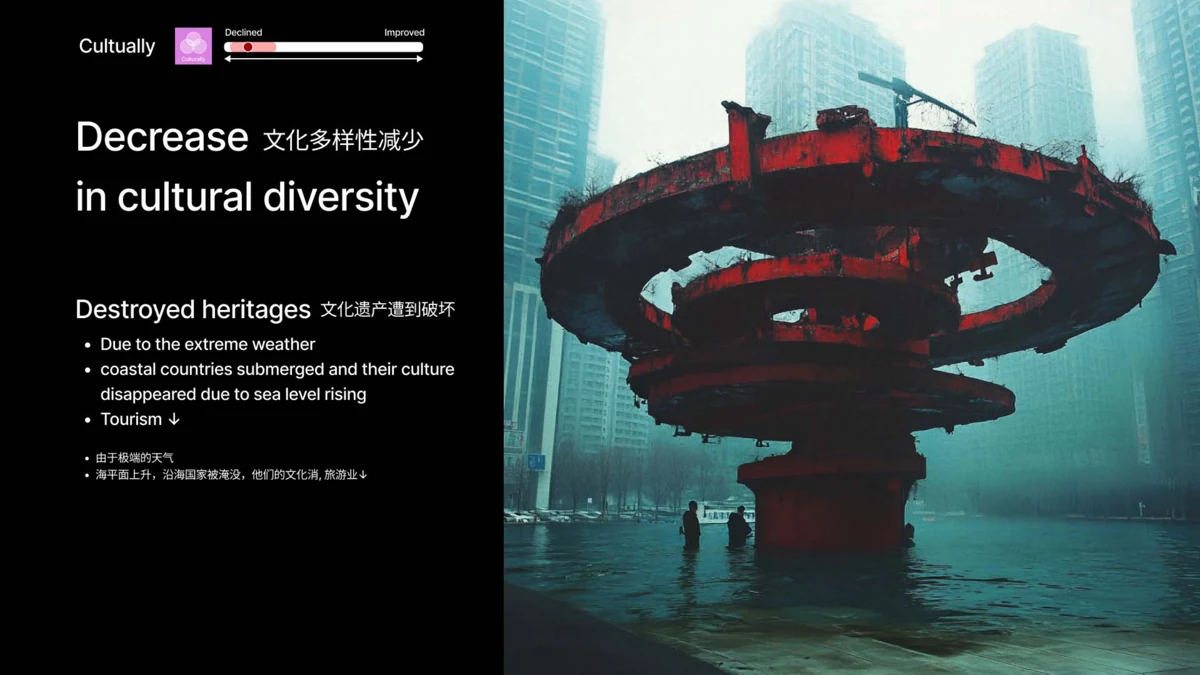 Cultually
Culturally
Declined
Improved
Decrease 文化多样性减少
in cultural diversity
Destroyed heritages 文化遗产遭到破坏
• Due to the extreme weather
• coastal countries submerged and their culture
disappeared due to sea level rising
• Tourism ↓
• 由于极端的天气
• 海平面上升，沿海国家被淹没，他们的文化消, 旅游业↓